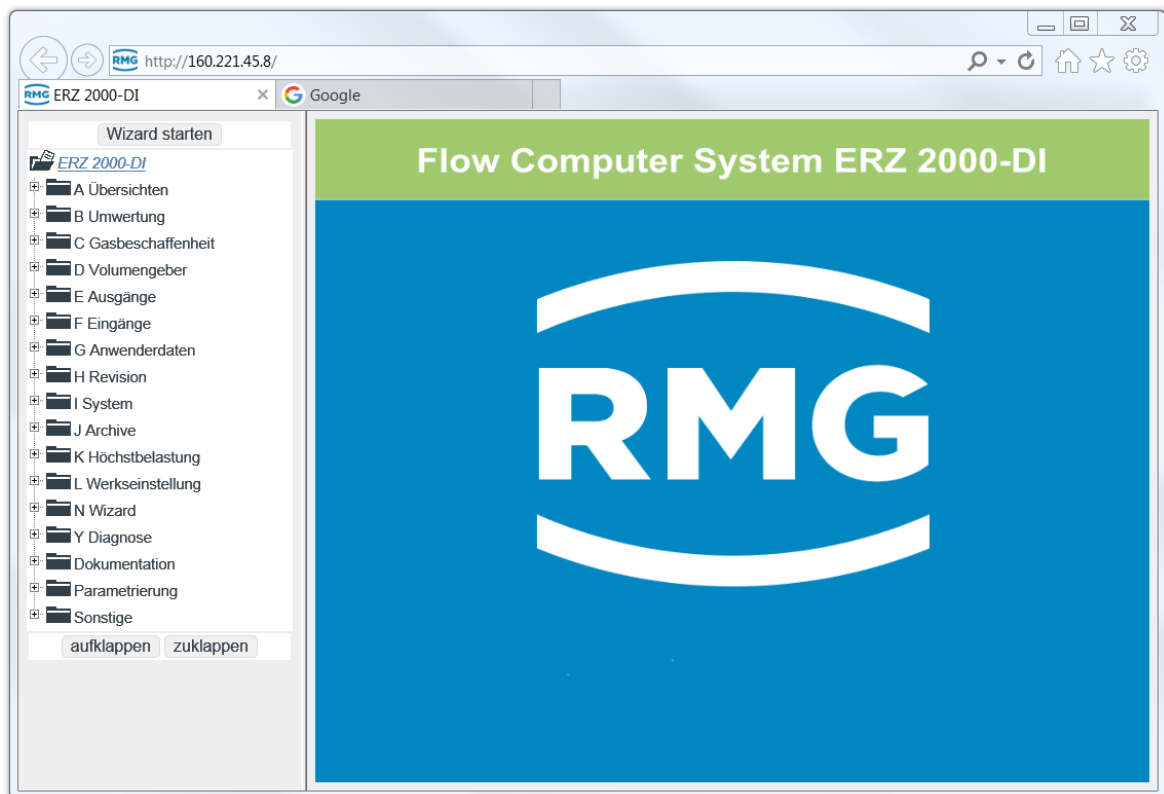 RMG http://160.221.45.8/
RMG ERZ 2000-DI
Google
Wizard starten
ERZ 2000-DI
A Übersichten
B Umwertung
C Gasbeschaffenheit
D Volumengeber
E Ausgänge
F Eingänge
G Anwenderdaten
H Revision
I System
J Archive
K Höchstbelastung
L Werkseinstellung
N Wizard
Y Diagnose
Dokumentation
Parametrierung
Sonstige
aufklappen zuklappen
Flow Computer System ERZ 2000-DI
RMG